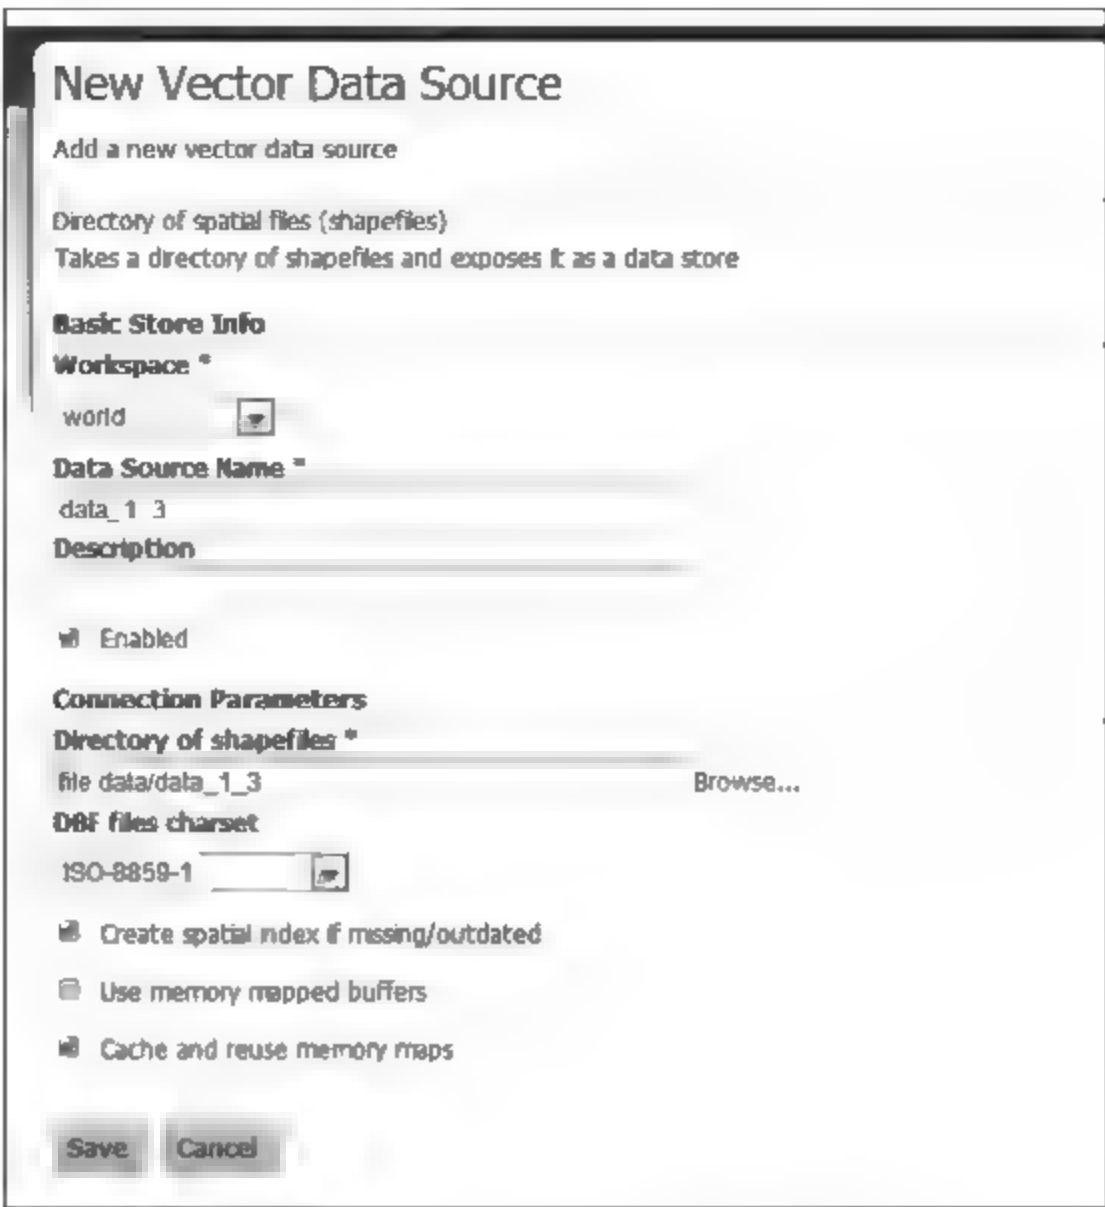 New Vector Data Source
Add a new vector data source
Directory of spatial files (shapefiles)
Takes a directory of shapefiles and exposes it as a data store
Basic Store Info
Workspace *
world
Data Source Name *
data_1_3
Description
Enabled
Connection Parameters
Directory of shapefiles *
file data/data_1_3
Browse...
DBF files charset
ISO-8859-1
Create spatial index if missing/outdated
Use memory mapped buffers
Cache and reuse memory maps
Save Cancel